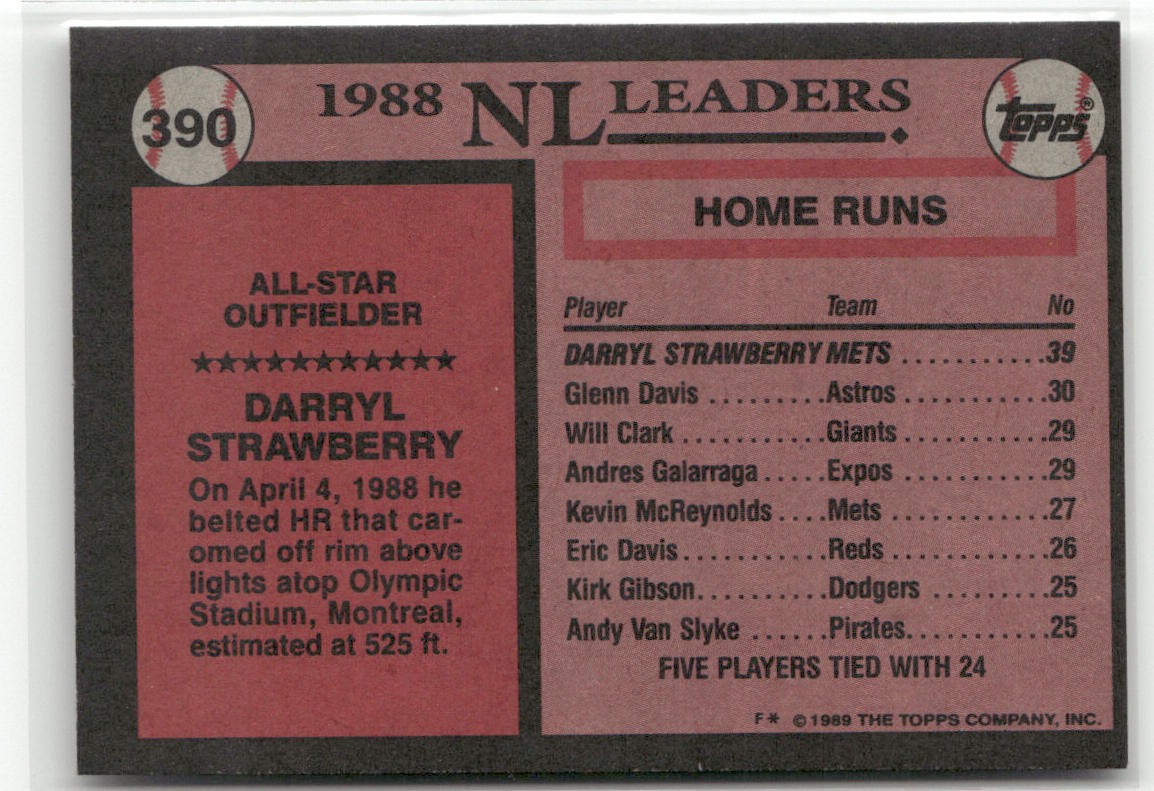 390
1988 NL LEADERS.
topps®
ALL-STAR
OUTFIELDER
★★★★★★★★★★★
DARRYL
STRAWBERRY
On April 4, 1988 he
belted HR that car-
omed off rim above
lights atop Olympic
Stadium, Montreal,
estimated at 525 ft.
HOME RUNS
Player Team No
DARRYL STRAWBERRY METS ...........39
Glenn Davis .........Astros ...........30
Will Clark ...........Giants ...........29
Andres Galarraga .....Expos ...........29
Kevin McReynolds ....Mets ............27
Eric Davis...........Reds ............26
Kirk Gibson..........Dodgers ..........25
Andy Van Slyke ......Pirates...........25
FIVE PLAYERS TIED WITH 24
F* © 1989 THE TOPPS COMPANY, INC.